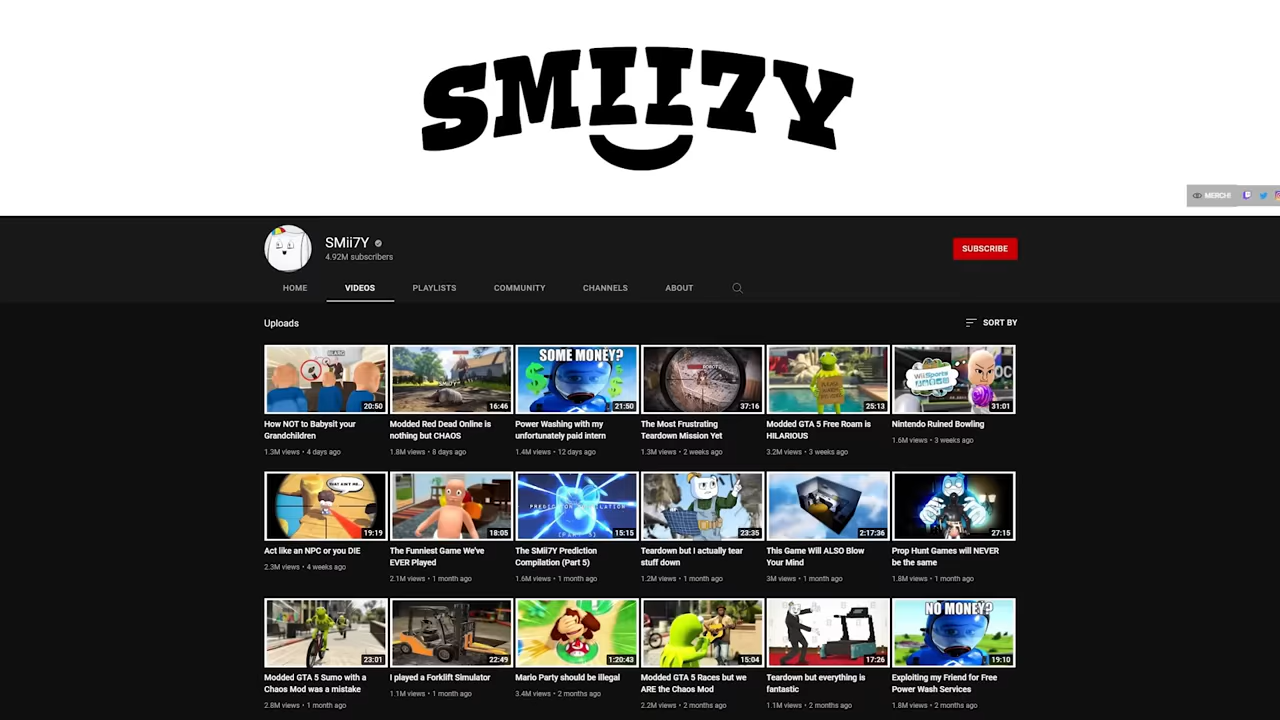 SMII7Y
MERCH!
SMii7Y
4.92M subscribers
SUBSCRIBE
HOME
VIDEOS
PLAYLISTS
COMMUNITY
CHANNELS
ABOUT
Uploads
SORT BY
20:50
16:46
SOME MONEY?
21:50
37:16
25:13
Wii Sports
31:01
How NOT to Babysit your
Grandchildren
1.3M views • 4 days ago
Modded Red Dead Online is
nothing but CHAOS
1.8M views • 8 days ago
Power Washing with my
unfortunately paid intern
1.4M views • 12 days ago
The Most Frustrating
Teardown Mission Yet
1.3M views • 2 weeks ago
Modded GTA 5 Free Roam is
HILARIOUS
3.2M views • 3 weeks ago
Nintendo Ruined Bowling
1.6M views • 3 weeks ago
19:19
18:05
PREDICTION COMPILATION
(PART 5)
15:15
23:35
2:17:36
27:15
Act like an NPC or you DIE
2.3M views • 4 weeks ago
The Funniest Game We've
EVER Played
2.1M views • 1 month ago
The SMii7Y Prediction
Compilation (Part 5)
1.6M views • 1 month ago
Teardown but I actually tear
stuff down
1.2M views • 1 month ago
This Game Will ALSO Blow
Your Mind
3M views • 1 month ago
Prop Hunt Games will NEVER
be the same
1.8M views • 1 month ago
23:01
22:49
1:20:43
15:04
17:26
NO MONEY?
19:10
Modded GTA 5 Sumo with a
Chaos Mod was a mistake
2.8M views • 1 month ago
I played a Forklift Simulator
1.1M views • 1 month ago
Mario Party should be illegal
3.4M views • 2 months ago
Modded GTA 5 Races but we
ARE the Chaos Mod
2.2M views • 2 months ago
Teardown but everything is
fantastic
1.1M views • 2 months ago
Exploiting my Friend for Free
Power Wash Services
1.8M views • 2 months ago